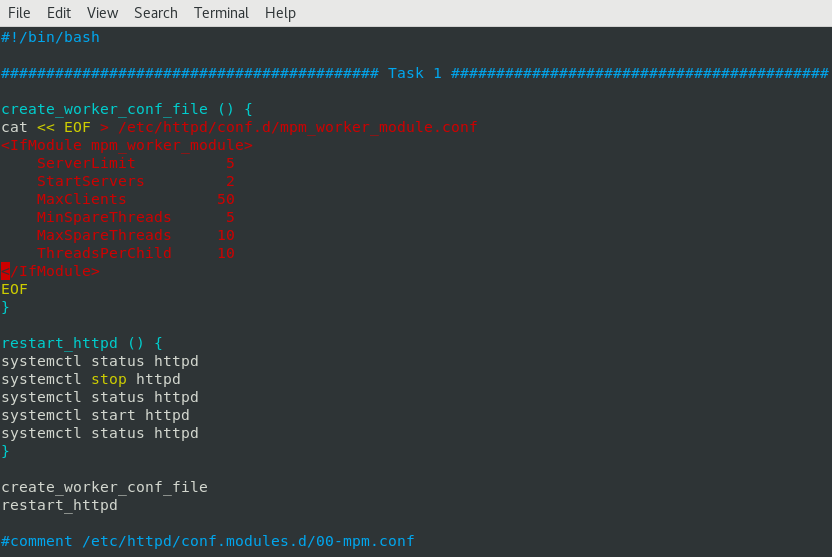 File Edit View Search Terminal Help
#!/bin/bash
########################################## Task 1 ##########################################
create_worker_conf_file () {
cat << EOF > /etc/httpd/conf.d/mpm_worker_module.conf
<IfModule mpm_worker_module>
    ServerLimit          5
    StartServers         2
    MaxClients          50
    MinSpareThreads      5
    MaxSpareThreads     10
    ThreadsPerChild     10
</IfModule>
EOF
}
restart_httpd () {
systemctl status httpd
systemctl stop httpd
systemctl status httpd
systemctl start httpd
systemctl status httpd
}
create_worker_conf_file
restart_httpd
#comment /etc/httpd/conf.modules.d/00-mpm.conf